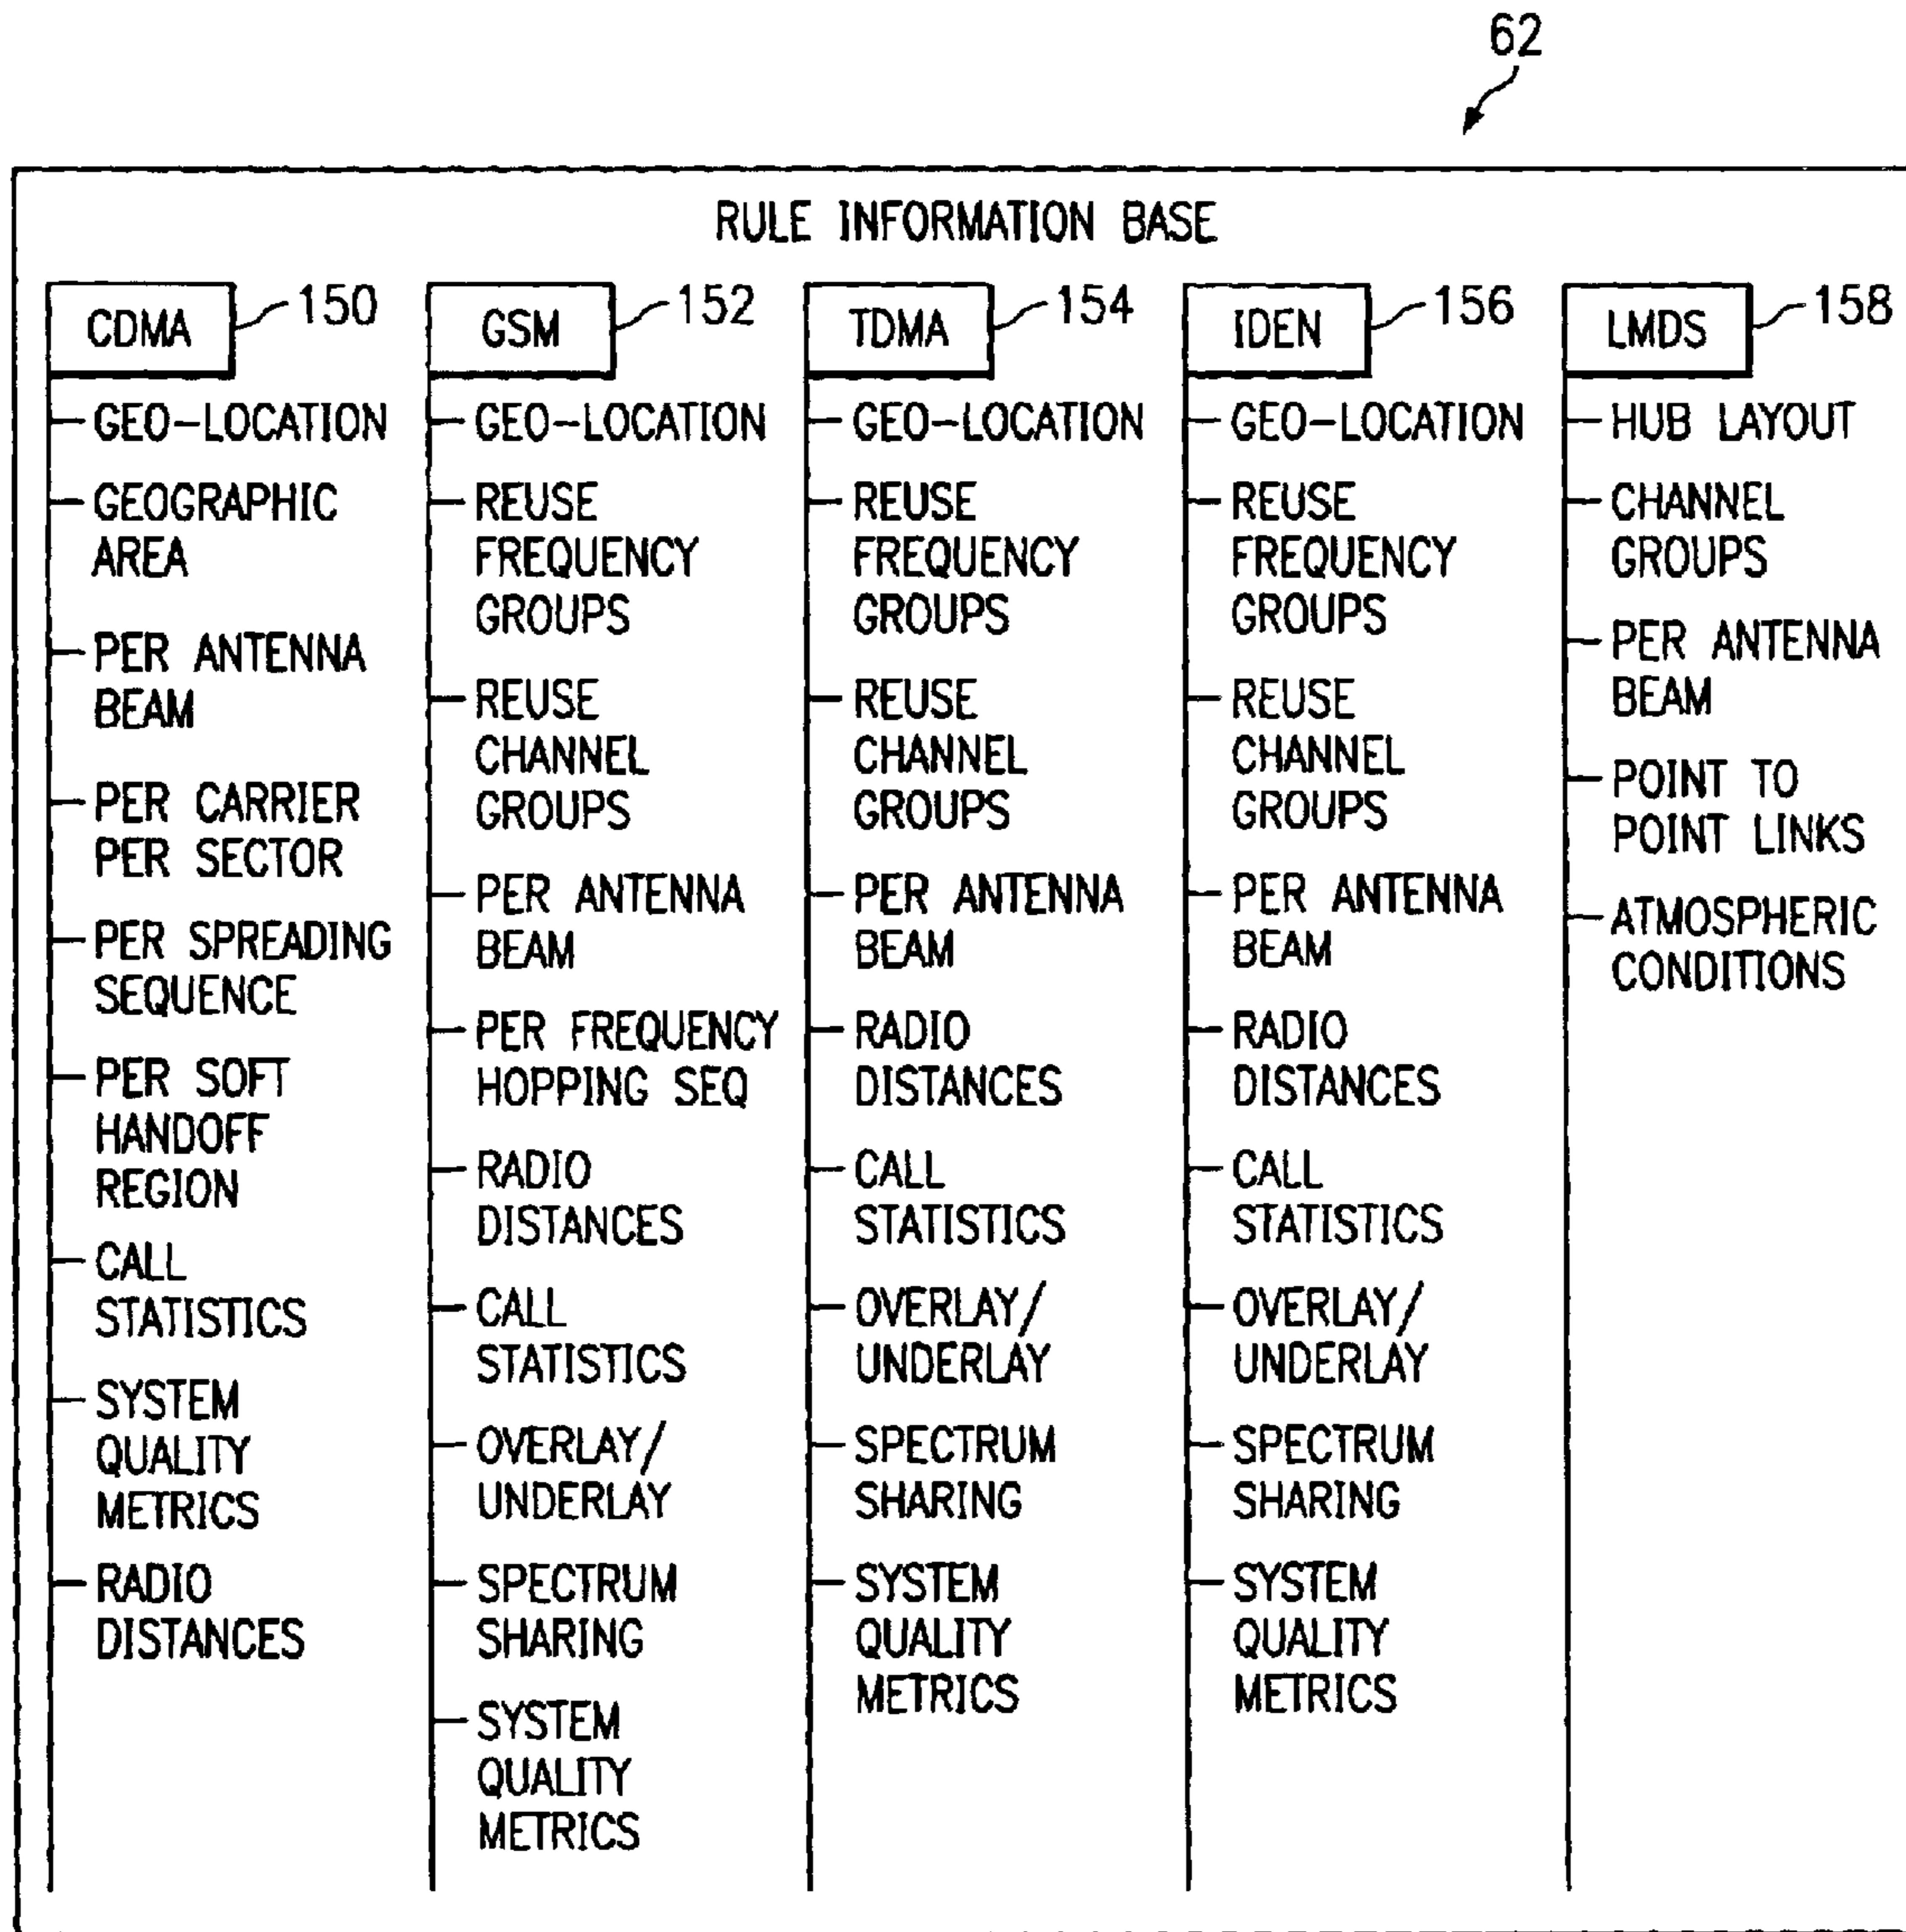 62
RULE INFORMATION BASE
CDMA
150
GEO-LOCATION
GEOGRAPHIC
AREA
PER ANTENNA
BEAM
PER CARRIER
PER SECTOR
PER SPREADING
SEQUENCE
PER SOFT
HANDOFF
REGION
CALL
STATISTICS
SYSTEM
QUALITY
METRICS
RADIO
DISTANCES
GSM
152
GEO-LOCATION
REUSE
FREQUENCY
GROUPS
REUSE
CHANNEL
GROUPS
PER ANTENNA
BEAM
PER FREQUENCY
HOPPING SEQ
RADIO
DISTANCES
CALL
STATISTICS
OVERLAY/
UNDERLAY
SPECTRUM
SHARING
SYSTEM
QUALITY
METRICS
TDMA
154
GEO-LOCATION
REUSE
FREQUENCY
GROUPS
REUSE
CHANNEL
GROUPS
PER ANTENNA
BEAM
RADIO
DISTANCES
CALL
STATISTICS
OVERLAY/
UNDERLAY
SPECTRUM
SHARING
SYSTEM
QUALITY
METRICS
IDEN
156
GEO-LOCATION
REUSE
FREQUENCY
GROUPS
REUSE
CHANNEL
GROUPS
PER ANTENNA
BEAM
RADIO
DISTANCES
CALL
STATISTICS
OVERLAY/
UNDERLAY
SPECTRUM
SHARING
SYSTEM
QUALITY
METRICS
LMDS
158
HUB LAYOUT
CHANNEL
GROUPS
PER ANTENNA
BEAM
POINT TO
POINT LINKS
ATMOSPHERIC
CONDITIONS